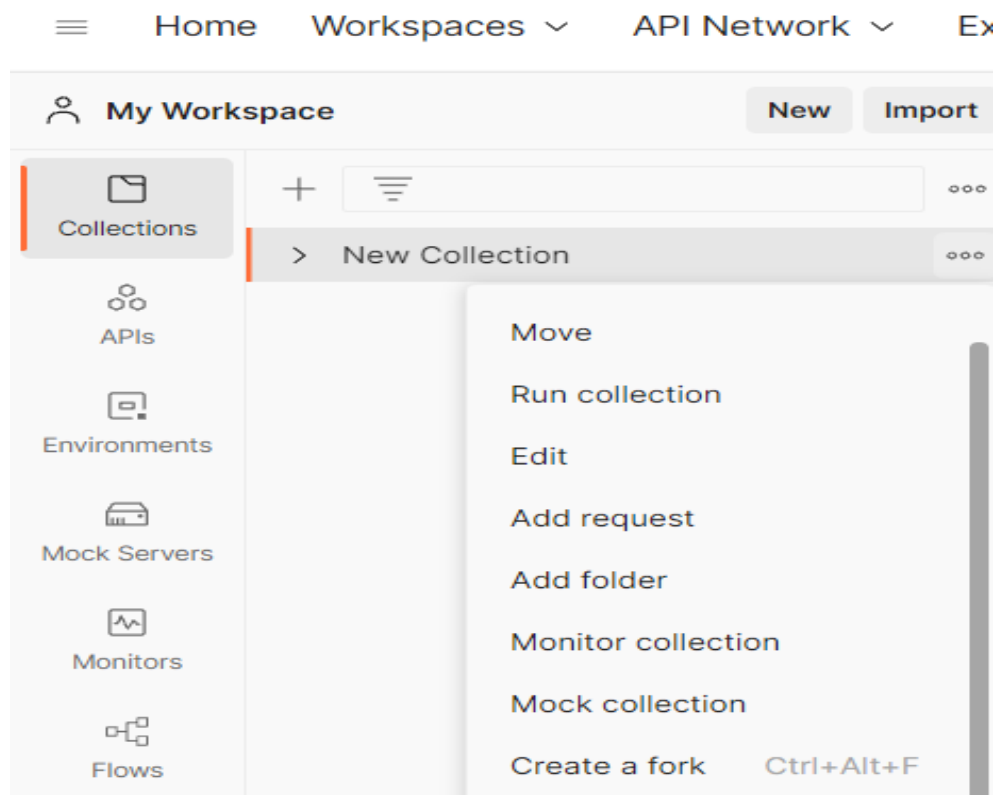 Home Workspaces API Network Ex
My Workspace New Import
Collections
New Collection
APIs
Environments
Mock Servers
Monitors
Flows
Move
Run collection
Edit
Add request
Add folder
Monitor collection
Mock collection
Create a fork Ctrl+Alt+F